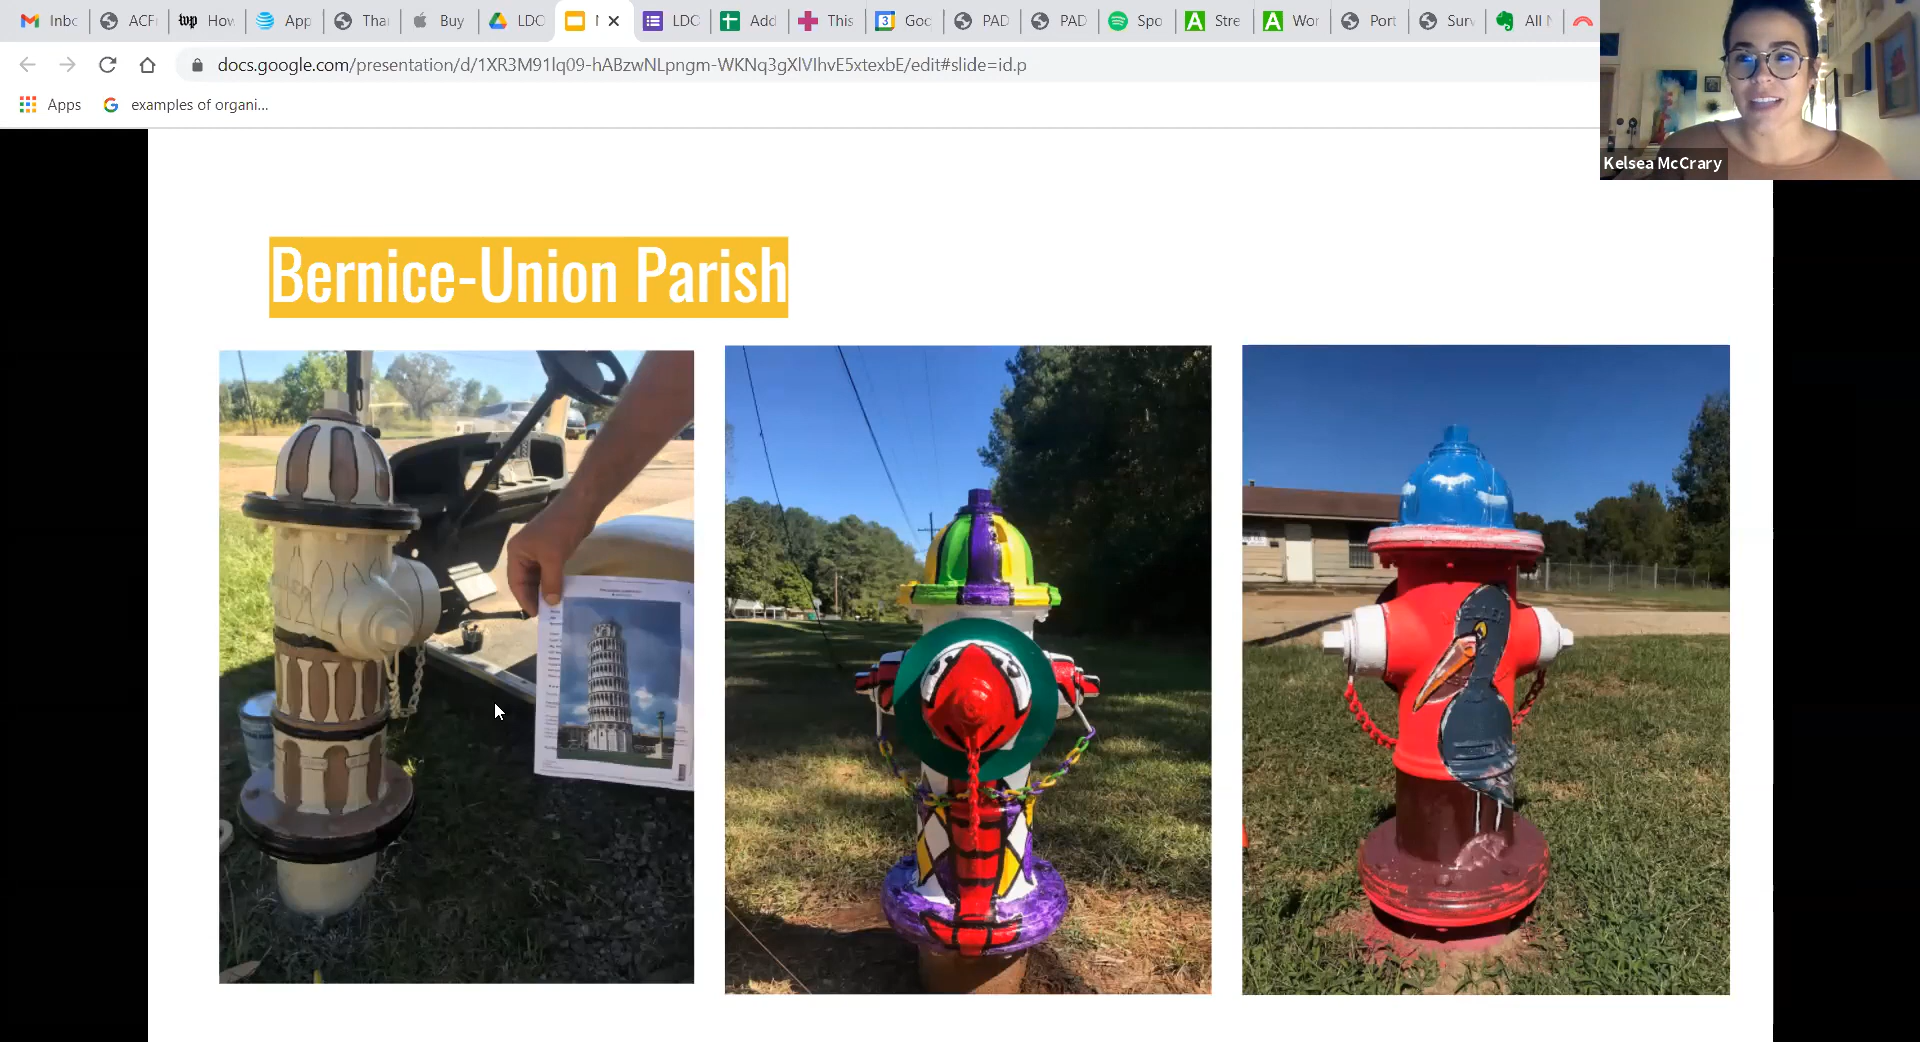 Inbc
ACF
How
App
Tha
Buy
LDC
LDC
Add
This
3
Goc
PAD
PAD
Spo
Stre
Wor
Port
Surv
All
docs.google.com/presentation/d/1XR3M91lq09-hABzwNLpngm-WKNq3gXlVIhvE5xtexbE/edit#slide=id.p
Apps
examples of organi...
Kelsea McCrary
Bernice-Union Parish